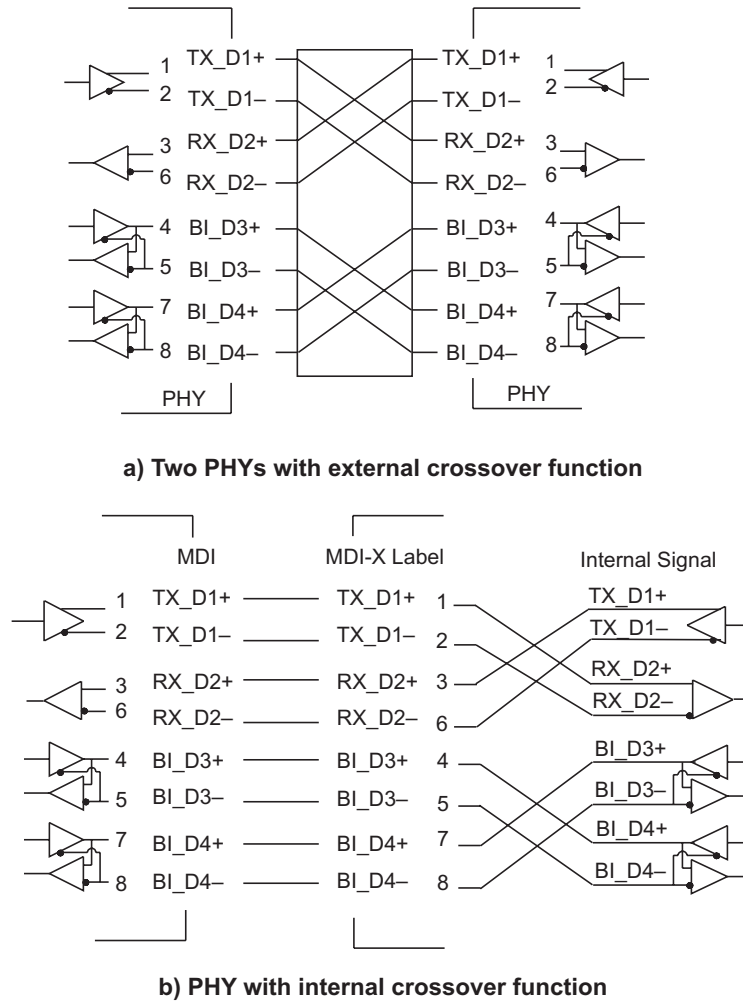 1 TX_D1+ TX_D1+ 1
2 TX_D1– TX_D1– 2
3 RX_D2+ RX_D2+ 3
6 RX_D2– RX_D2– 6
4 BI_D3+ BI_D3+ 4
5 BI_D3– BI_D3– 5
7 BI_D4+ BI_D4+ 7
8 BI_D4– BI_D4– 8
PHY PHY
a) Two PHYs with external crossover function
MDI MDI-X Label Internal Signal
1 TX_D1+ TX_D1+ 1 TX_D1+
2 TX_D1– TX_D1– 2 TX_D1–
3 RX_D2+ RX_D2+ 3 RX_D2+
6 RX_D2– RX_D2– 6 RX_D2–
4 BI_D3+ BI_D3+ 4 BI_D3+
5 BI_D3– BI_D3– 5 BI_D3–
7 BI_D4+ BI_D4+ 7 BI_D4+
8 BI_D4– BI_D4– 8 BI_D4–
b) PHY with internal crossover function